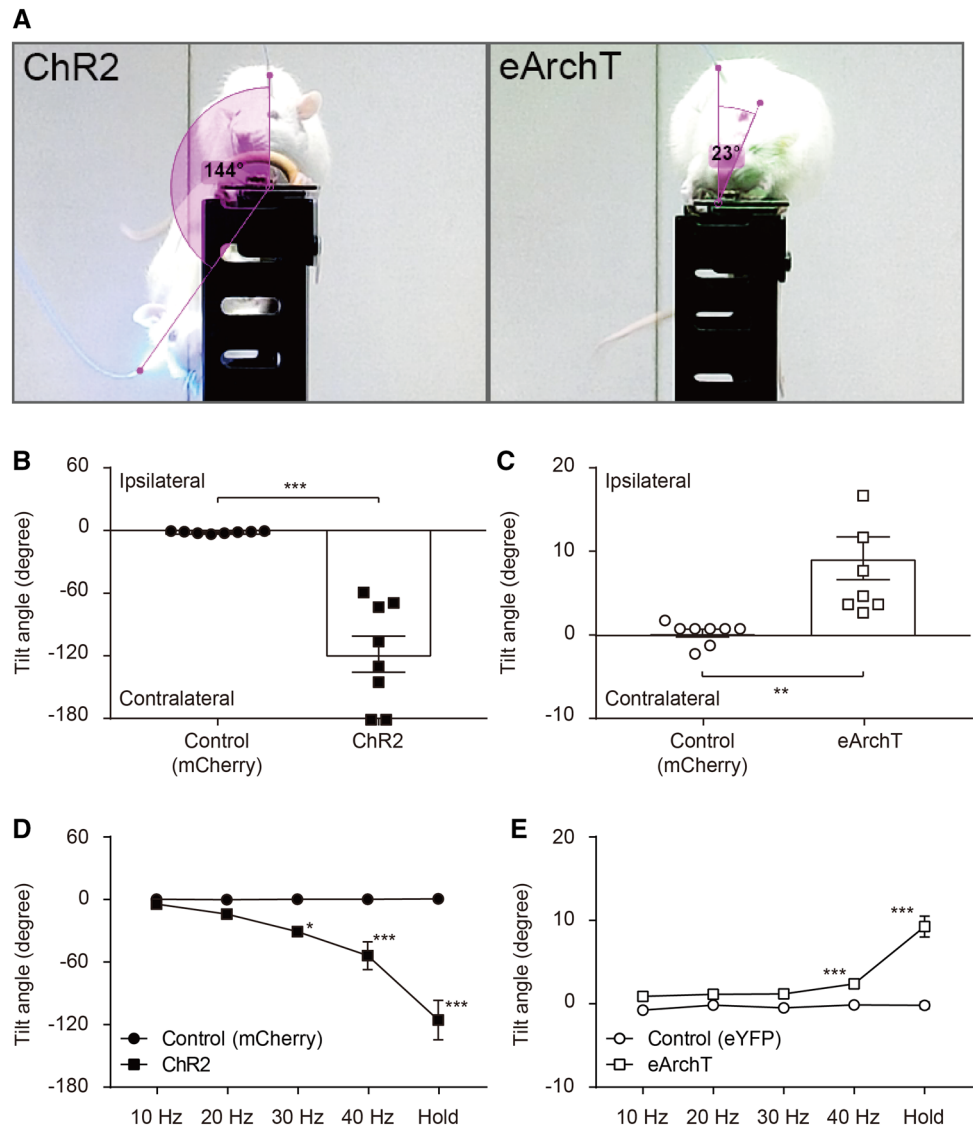 A
ChR2
eArchT
144°
23°
B
60
0
-60
-120
-180
Tilt angle (degree)
Ipsilateral
***
Contralateral
Control
(mCherry)
ChR2
C
20
10
0
-10
Tilt angle (degree)
Ipsilateral
**
Contralateral
Control
(mCherry)
eArchT
D
60
0
-60
-120
-180
Tilt angle (degree)
*
***
***
Control (mCherry)
ChR2
10 Hz 20 Hz 30 Hz 40 Hz Hold
E
20
10
0
-10
Tilt angle (degree)
***
***
Control (eYFP)
eArchT
10 Hz 20 Hz 30 Hz 40 Hz Hold